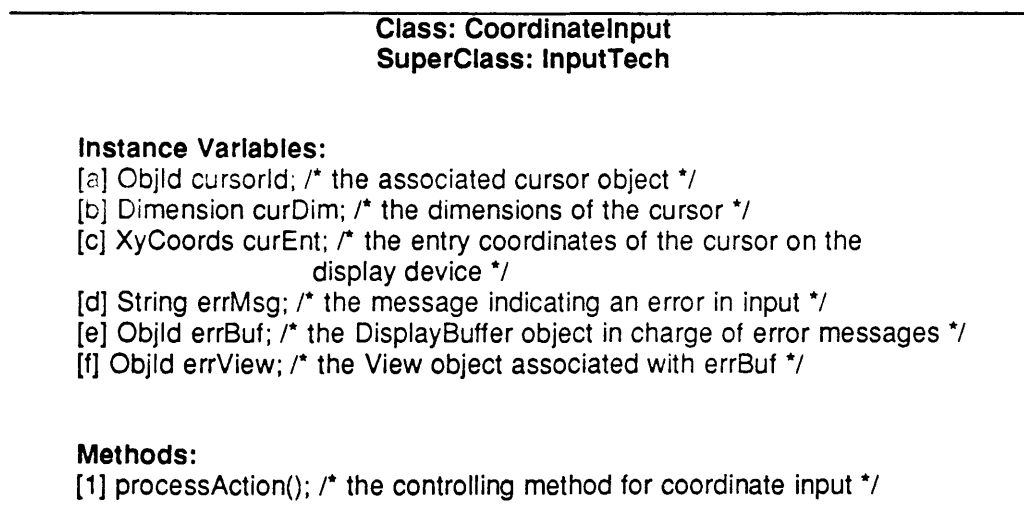 Class: CoordinateInput
SuperClass: InputTech
Instance Variables:
[a] ObjId cursorId; /* the associated cursor object */
[b] Dimension curDim; /* the dimensions of the cursor */
[c] XyCoords curEnt; /* the entry coordinates of the cursor on the
display device */
[d] String errMsg; /* the message indicating an error in input */
[e] ObjId errBuf; /* the DisplayBuffer object in charge of error messages */
[f] ObjId errView; /* the View object associated with errBuf */
Methods:
[1] processAction(); /* the controlling method for coordinate input */